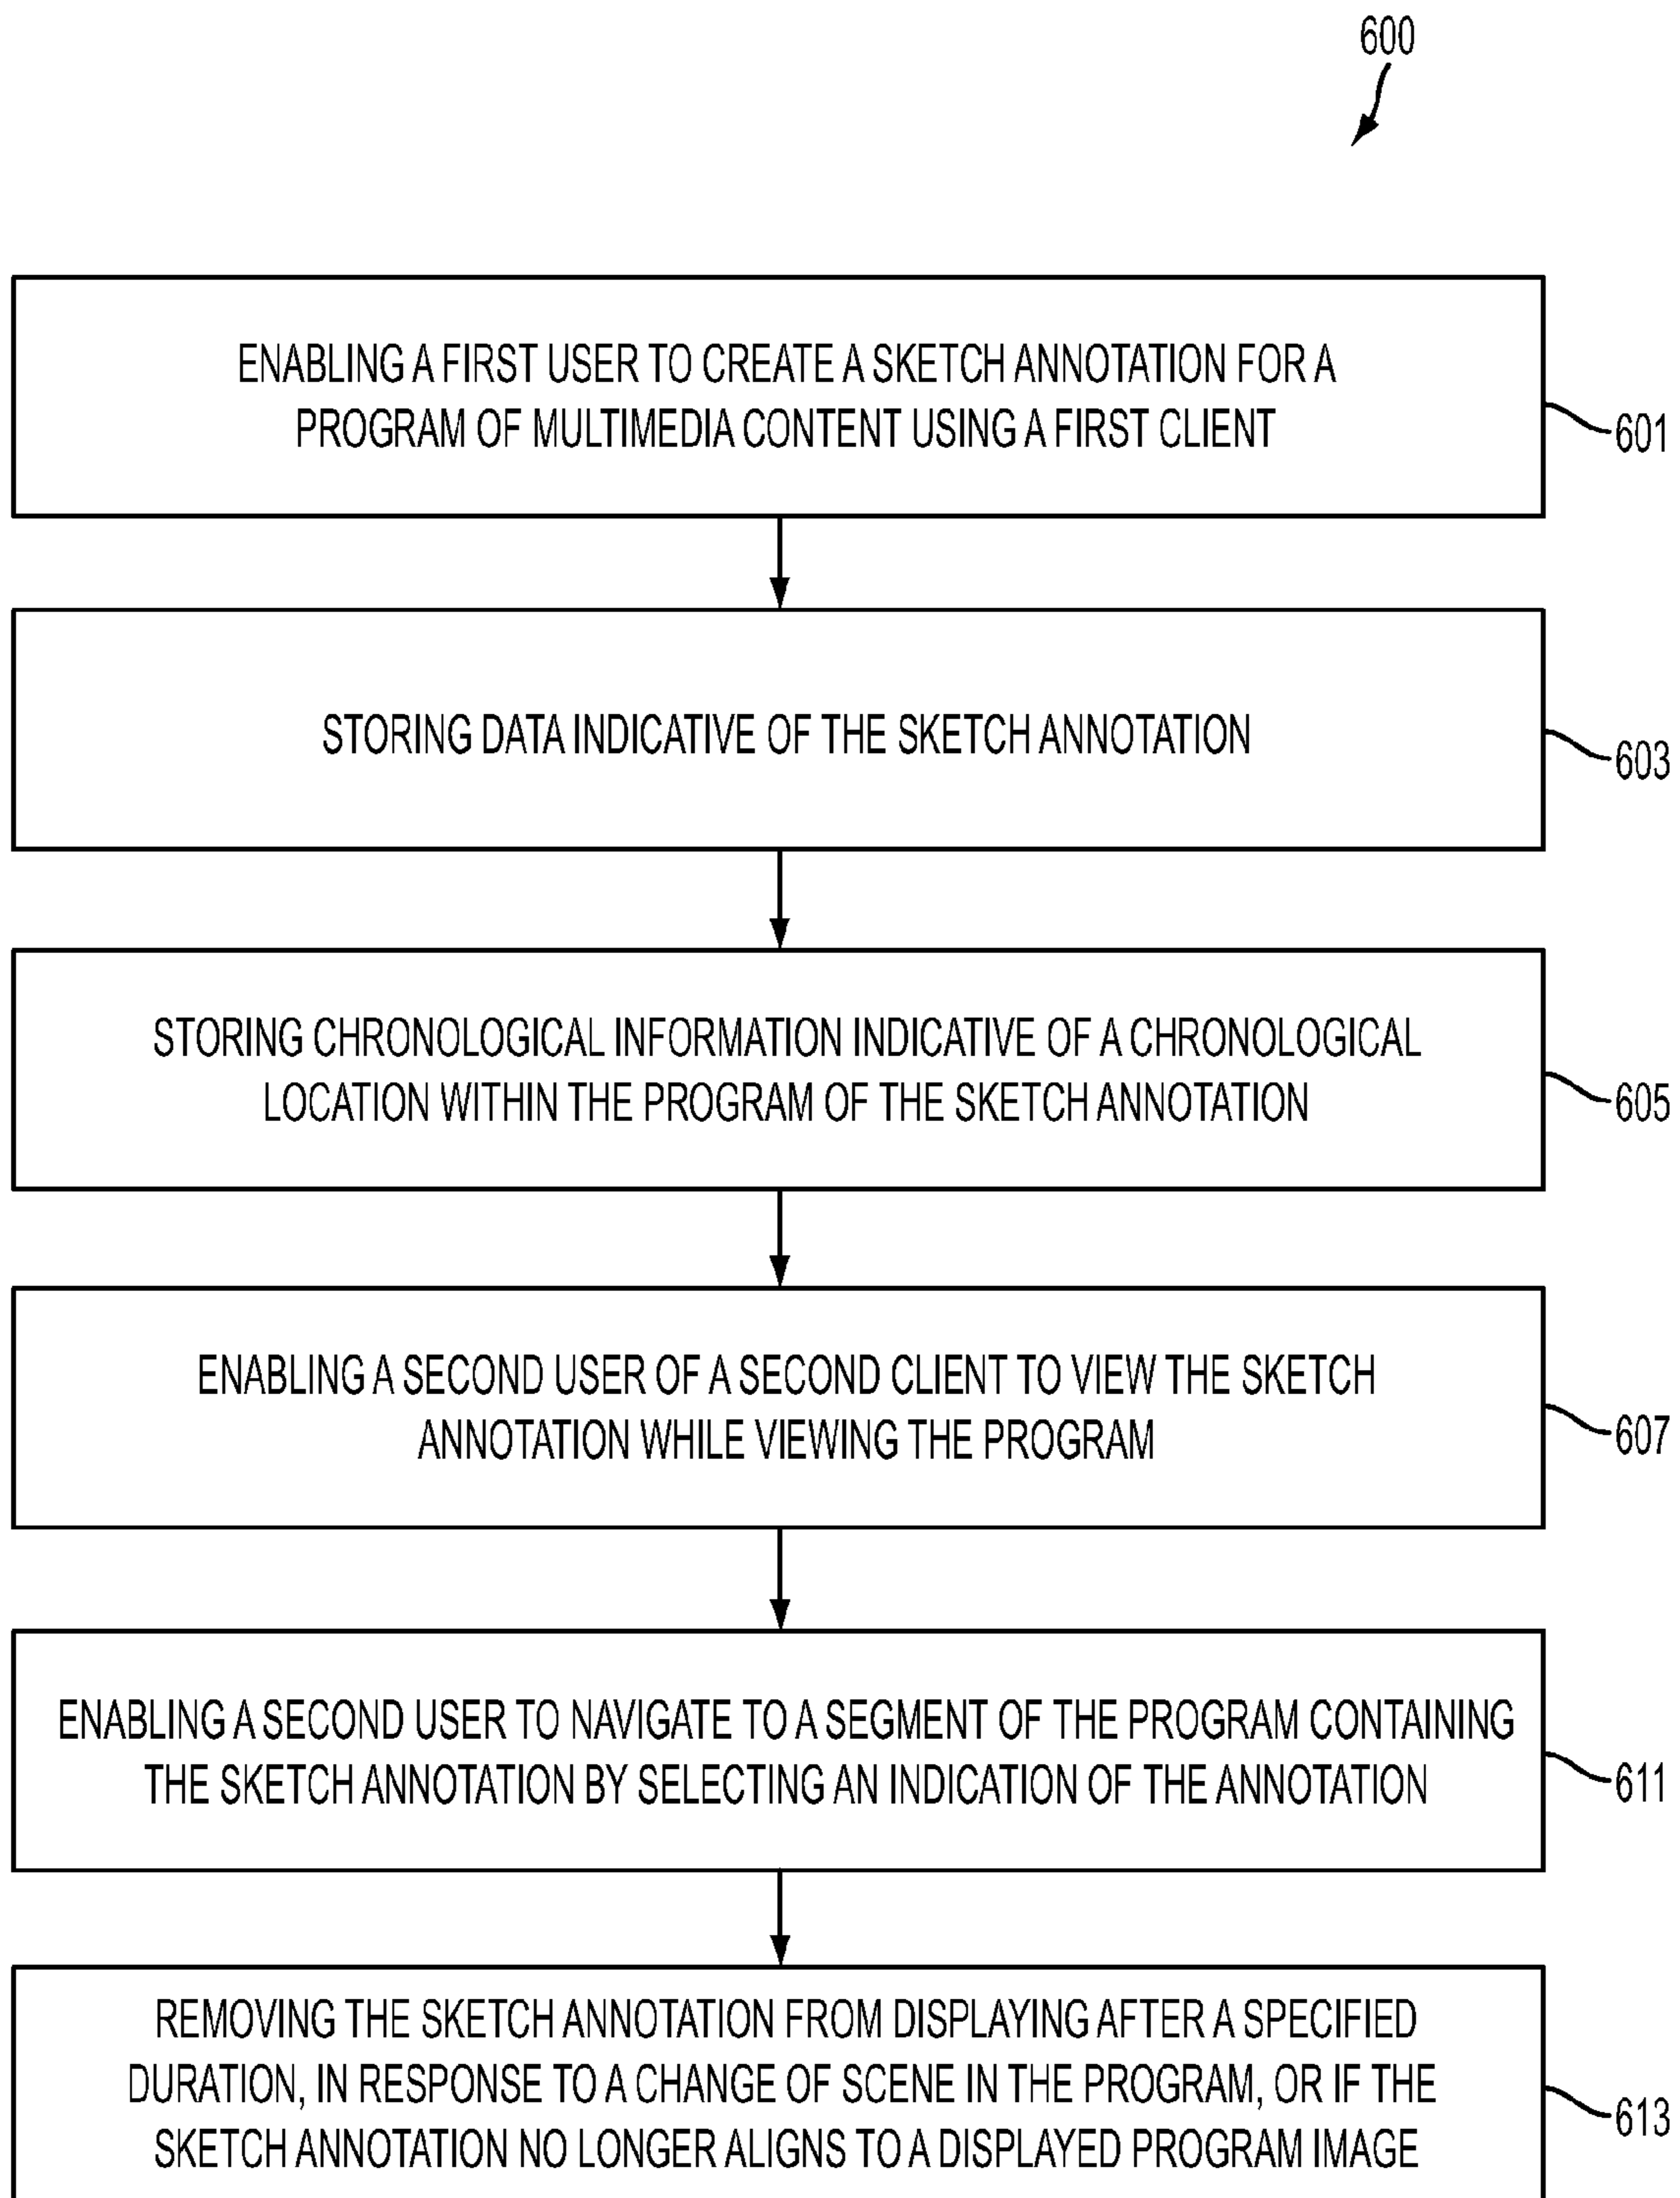 600
ENABLING A FIRST USER TO CREATE A SKETCH ANNOTATION FOR A
PROGRAM OF MULTIMEDIA CONTENT USING A FIRST CLIENT
601
STORING DATA INDICATIVE OF THE SKETCH ANNOTATION
603
STORING CHRONOLOGICAL INFORMATION INDICATIVE OF A CHRONOLOGICAL
LOCATION WITHIN THE PROGRAM OF THE SKETCH ANNOTATION
605
ENABLING A SECOND USER OF A SECOND CLIENT TO VIEW THE SKETCH
ANNOTATION WHILE VIEWING THE PROGRAM
607
ENABLING A SECOND USER TO NAVIGATE TO A SEGMENT OF THE PROGRAM CONTAINING
THE SKETCH ANNOTATION BY SELECTING AN INDICATION OF THE ANNOTATION
611
REMOVING THE SKETCH ANNOTATION FROM DISPLAYING AFTER A SPECIFIED
DURATION, IN RESPONSE TO A CHANGE OF SCENE IN THE PROGRAM, OR IF THE
SKETCH ANNOTATION NO LONGER ALIGNS TO A DISPLAYED PROGRAM IMAGE
613